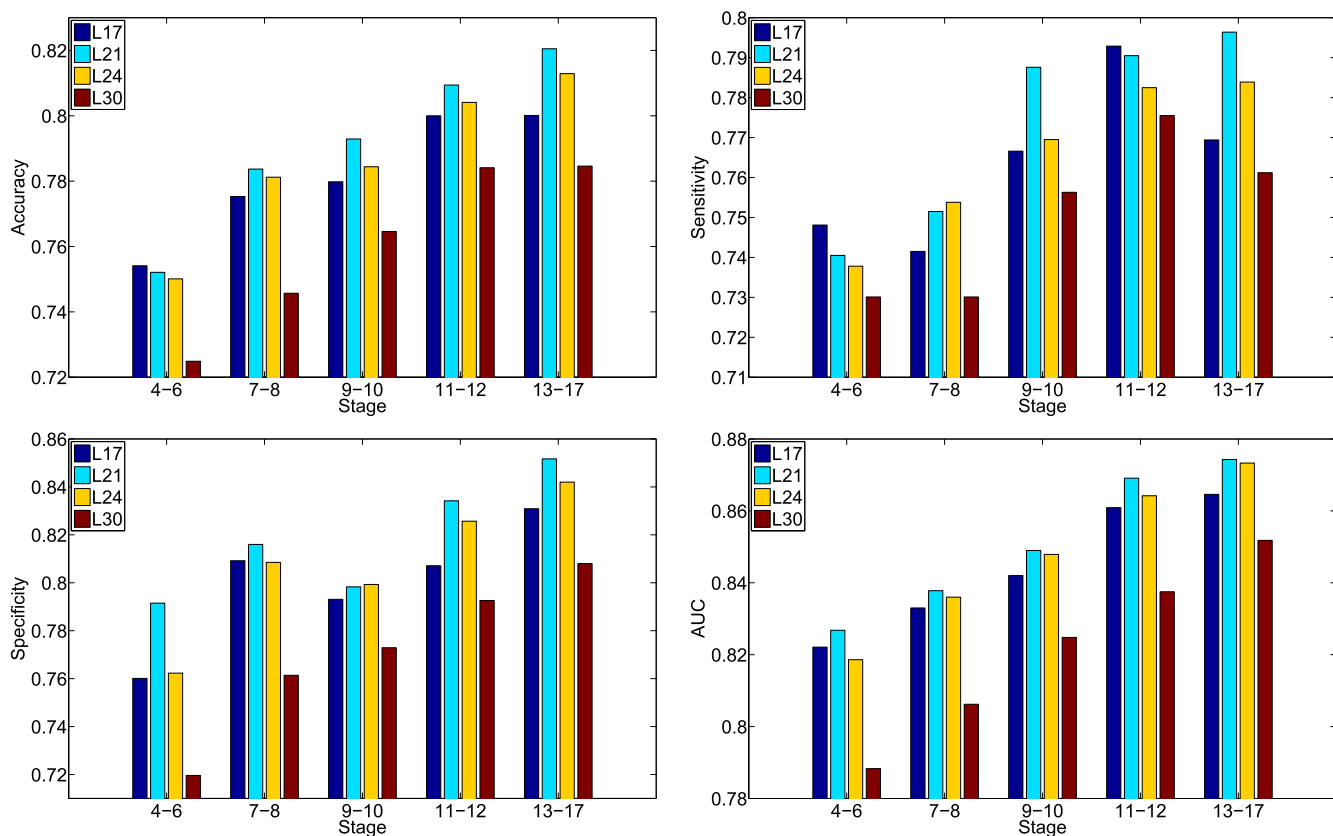 L17
L21
L24
L30
0.82
0.8
0.78
0.76
0.74
0.72
Accuracy
4−6 7−8 9−10 11−12 13−17
Stage
L17
L21
L24
L30
0.8
0.79
0.78
0.77
0.76
0.75
0.74
0.73
0.72
0.71
Sensitivity
4−6 7−8 9−10 11−12 13−17
Stage
L17
L21
L24
L30
0.86
0.84
0.82
0.8
0.78
0.76
0.74
0.72
Specificity
4−6 7−8 9−10 11−12 13−17
Stage
L17
L21
L24
L30
0.88
0.86
0.84
0.82
0.8
0.78
AUC
4−6 7−8 9−10 11−12 13−17
Stage